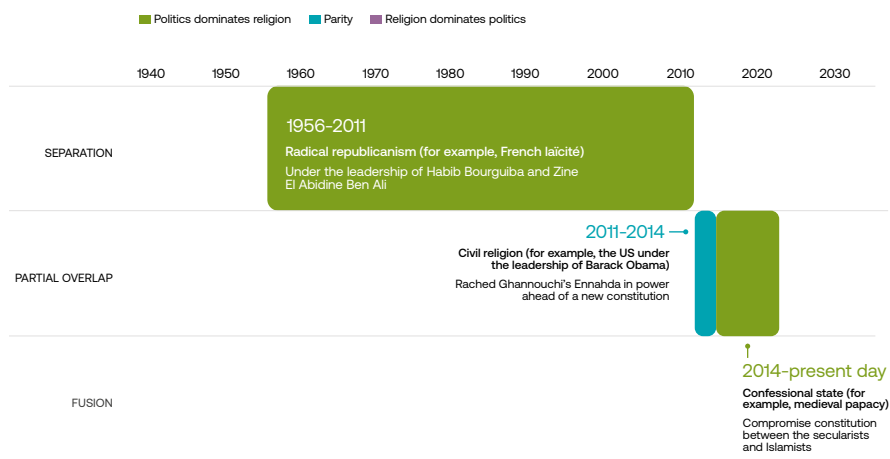 Politics dominates religion Parity Religion dominates politics
1940 1950 1960 1970 1980 1990 2000 2010 2020 2030
SEPARATION
1956-2011
Radical republicanism (for example, French laïcité)
Under the leadership of Habib Bourguiba and Zine
El Abidine Ben Ali
PARTIAL OVERLAP
2011-2014
Civil religion (for example, the US under
the leadership of Barack Obama)
Rached Ghannouchi's Ennahda in power
ahead of a new constitution
FUSION
2014-present day
Confessional state (for
example, medieval papacy)
Compromise constitution
between the secularists
and Islamists